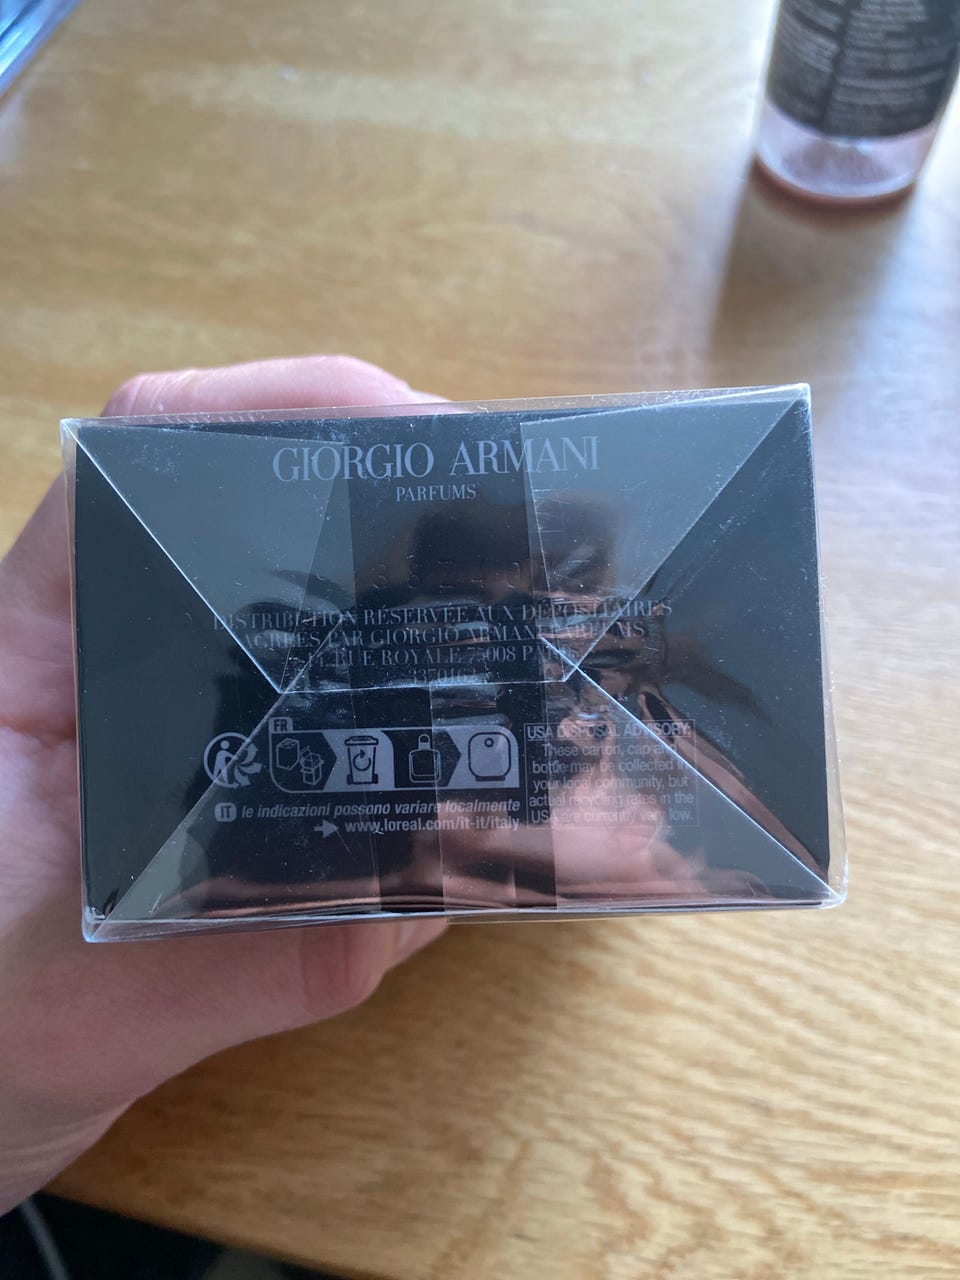 GIORGIO ARMANI
PARFUMS
DISTRIBUTION RÉSERVÉE AUX DÉPOSITAIRES
AGRÉÉS PAR GIORGIO ARMANI PARFUMS
RUE ROYALE 75008 PARIS
FR
IT le indicazioni possono variare localmente
www.loreal.com/it-it/italy
USA DISPOSAL ADVISORY:
These carton, cap and
bottle may be collected in
your local community, but
actual recycling rates in the
USA are currently very low.